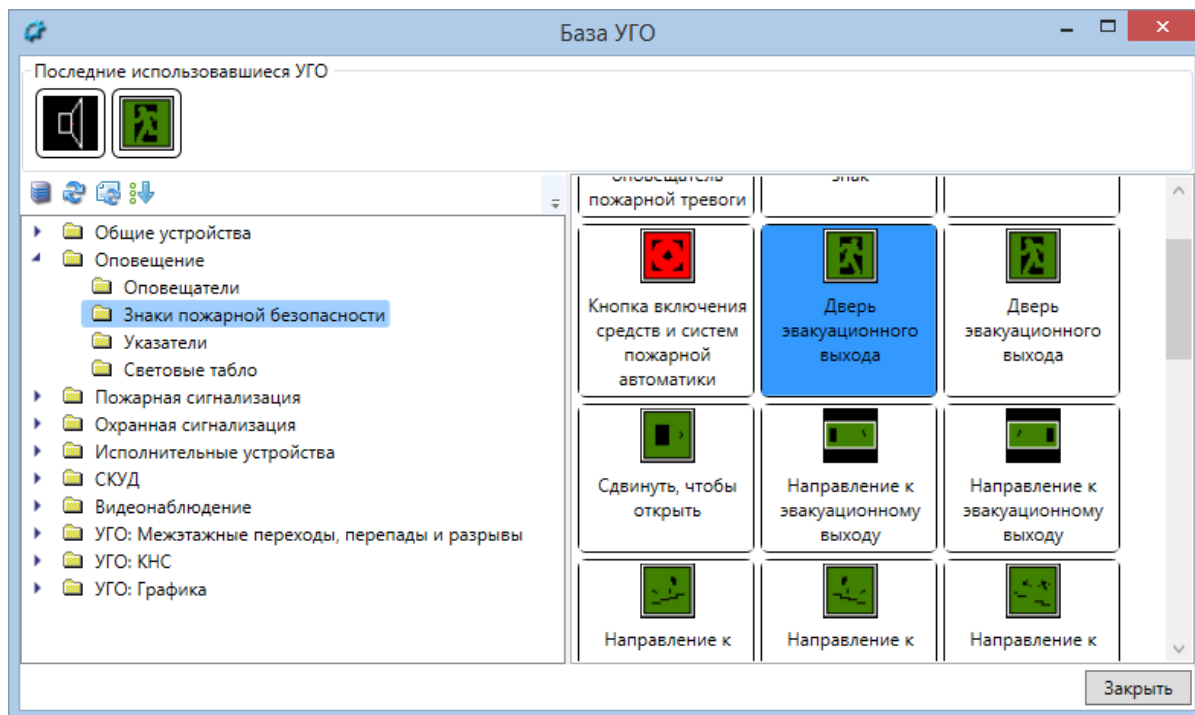 База УГО
Последние использовавшиеся УГО
Общие устройства
Оповещение
Оповещатели
Знаки пожарной безопасности
Указатели
Световые табло
Пожарная сигнализация
Охранная сигнализация
Исполнительные устройства
СКУД
Видеонаблюдение
УГО: Межэтажные переходы, перепады и разрывы
УГО: КНС
УГО: Графика
оповещатель
пожарной тревоги
знак
Кнопка включения
средств и систем
пожарной
автоматики
Дверь
эвакуационного
выхода
Дверь
эвакуационного
выхода
Сдвинуть, чтобы
открыть
Направление к
эвакуационному
выходу
Направление к
эвакуационному
выходу
Направление к
Направление к
Направление к
Закрыть